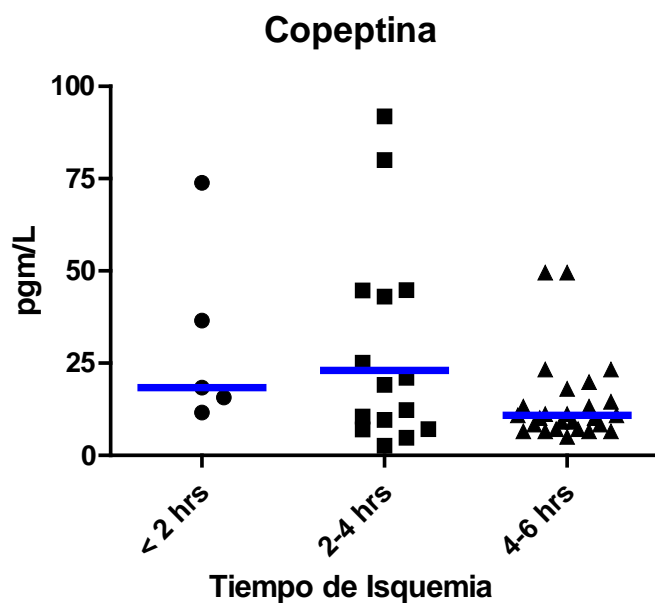 Copeptina
100
75
50
25
0
pgm/L
< 2 hrs
2-4 hrs
4-6 hrs
Tiempo de Isquemia